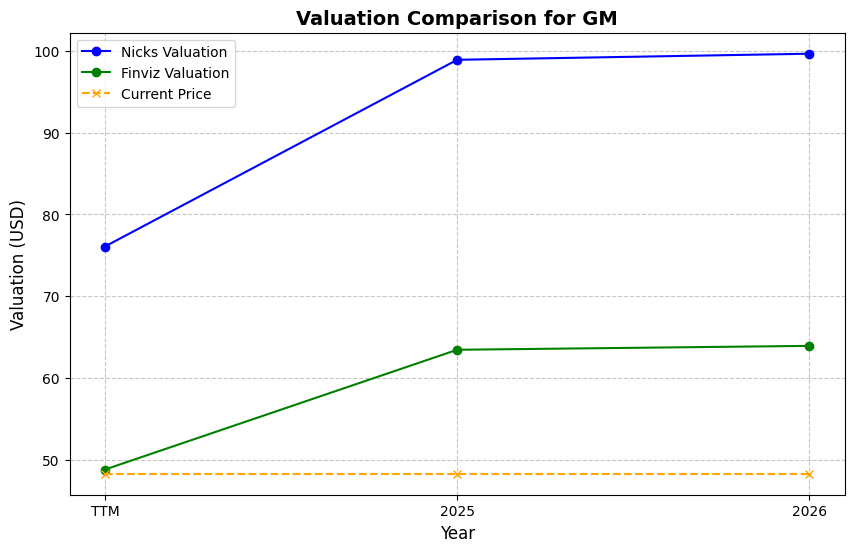 Valuation Comparison for GM
Nicks Valuation
Finviz Valuation
Current Price
Valuation (USD)
100
90
80
70
60
50
TTM
2025
2026
Year